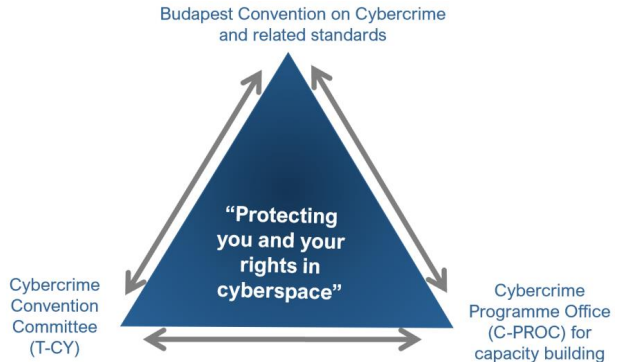 Budapest Convention on Cybercrime
and related standards
“Protecting
you and your
rights in
cyberspace”
Cybercrime
Convention
Committee
(T-CY)
Cybercrime
Programme Office
(C-PROC) for
capacity building